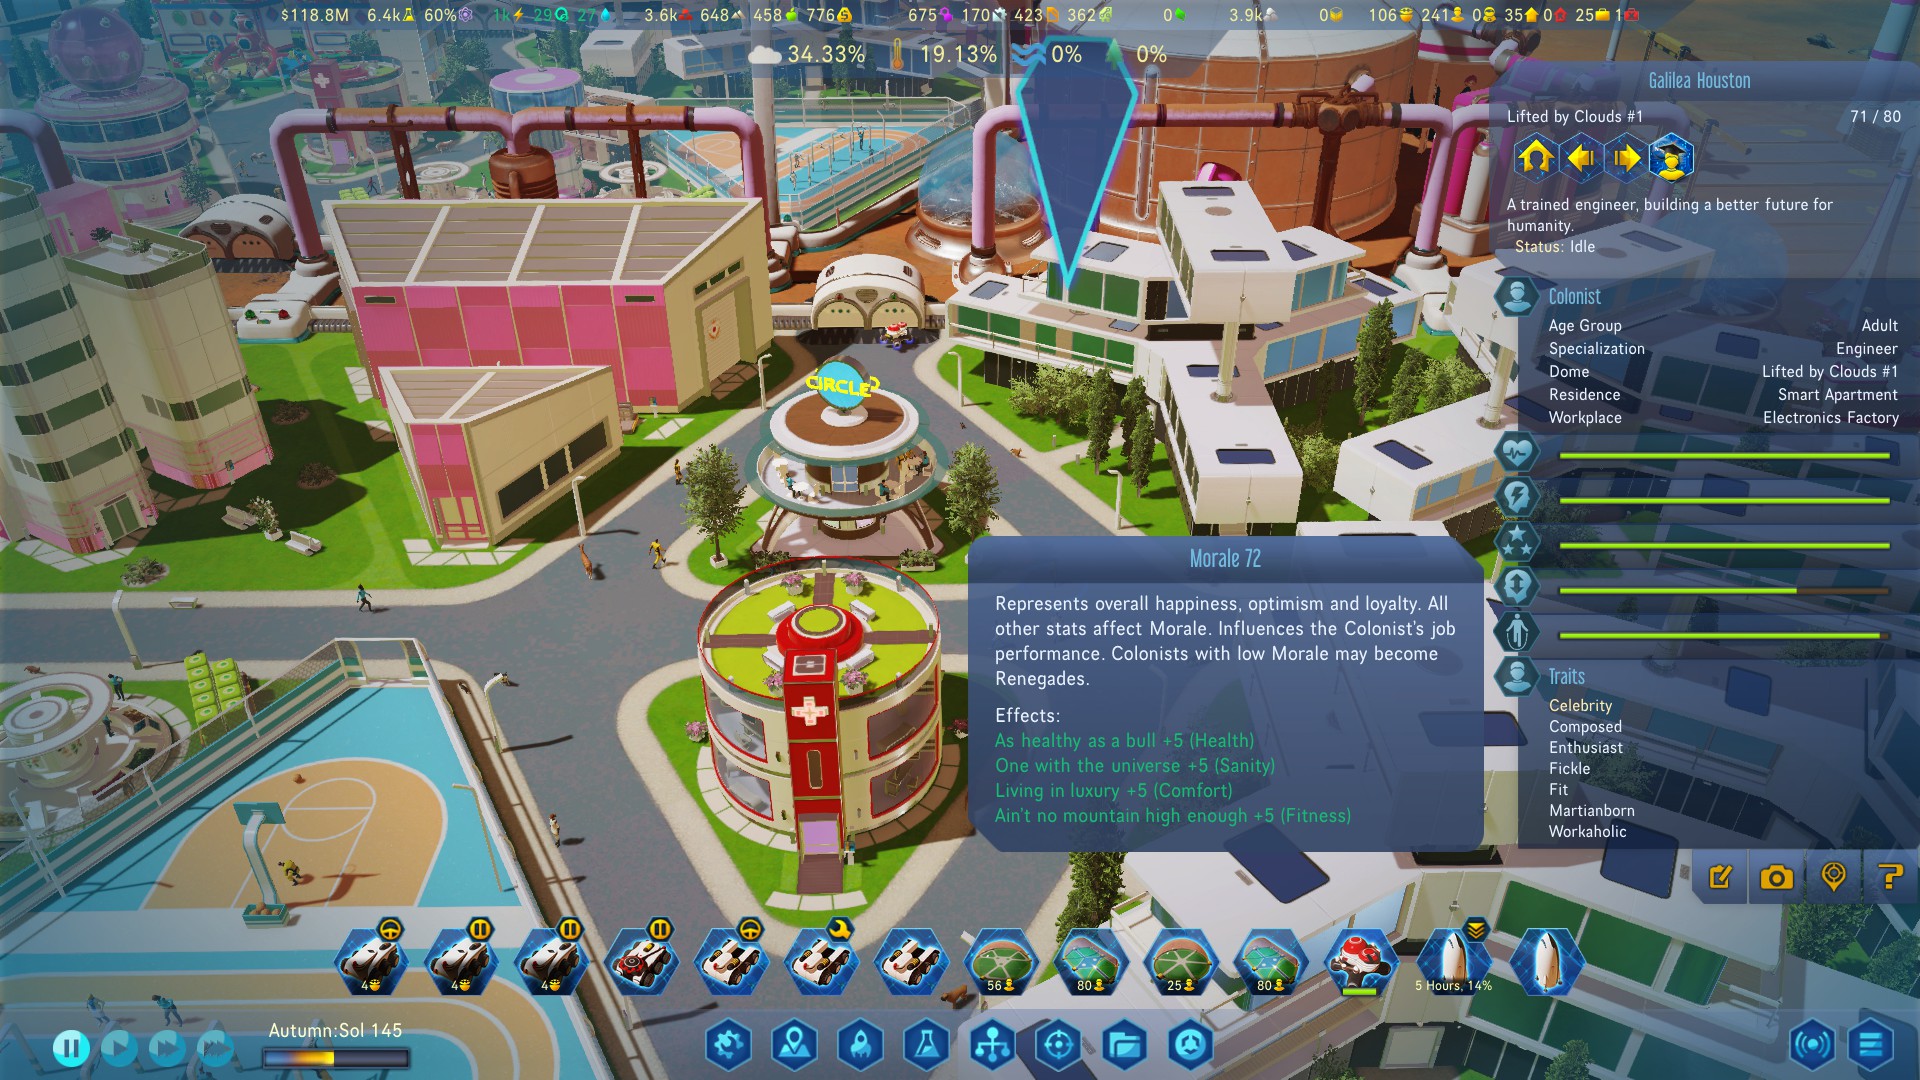 $118.8M 6.4k 60% 1k 29 27 3.6k 648 458 776 675 170 423 362 0 3.9k 0 106 241 0 35 0 25 1
34.33% 19.13% 0% 0%
Galilea Houston
Lifted by Clouds #1 71 / 80
A trained engineer, building a better future for
humanity.
Status: Idle
Colonist
Age Group Adult
Specialization Engineer
Dome Lifted by Clouds #1
Residence Smart Apartment
Workplace Electronics Factory
CIRCLE
Morale 72
Represents overall happiness, optimism and loyalty. All
other stats affect Morale. Influences the Colonist's job
performance. Colonists with low Morale may become
Renegades.
Effects:
As healthy as a bull +5 (Health)
One with the universe +5 (Sanity)
Living in luxury +5 (Comfort)
Ain't no mountain high enough +5 (Fitness)
Traits
Celebrity
Composed
Enthusiast
Fickle
Fit
Martianborn
Workaholic
4 4 4 56 80 25 80 5 Hours, 14%
Autumn:Sol 145